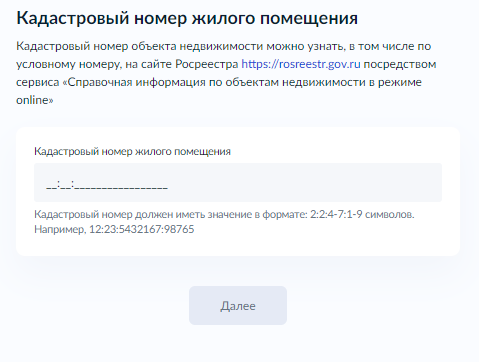 Кадастровый номер жилого помещения
Кадастровый номер объекта недвижимости можно узнать, в том числе по
условному номеру, на сайте Росреестра https://rosreestr.gov.ru посредством
сервиса «Справочная информация по объектам недвижимости в режиме
online»
Кадастровый номер жилого помещения
__:__:_________________
Кадастровый номер должен иметь значение в формате: 2:2:4-7:1-9 символов.
Например, 12:23:5432167:98765
Далее